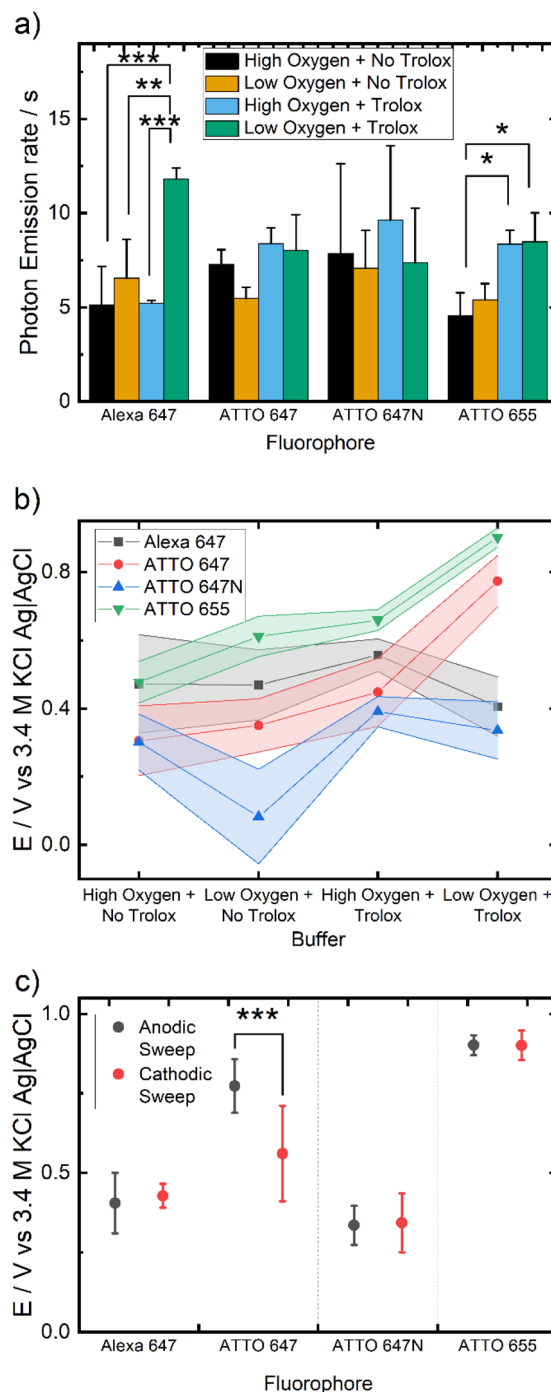 a)
***
**
***
High Oxygen + No Trolox
Low Oxygen + No Trolox
High Oxygen + Trolox
Low Oxygen + Trolox
*
*
Photon Emission rate / s
15
10
5
0
Alexa 647
ATTO 647
ATTO 647N
ATTO 655
Fluorophore
b)
Alexa 647
ATTO 647
ATTO 647N
ATTO 655
E / V vs 3.4 M KCl Ag|AgCl
0.8
0.4
0.0
High Oxygen +
No Trolox
Low Oxygen +
No Trolox
High Oxygen +
Trolox
Low Oxygen +
Trolox
Buffer
c)
Anodic
Sweep
Cathodic
Sweep
***
E / V vs 3.4 M KCl Ag|AgCl
1.0
0.5
0.0
Alexa 647
ATTO 647
ATTO 647N
ATTO 655
Fluorophore